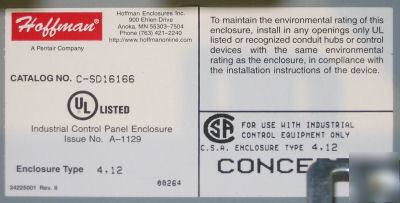 Hoffman®
A Pentair Company
Hoffman Enclosures Inc.
900 Ehlen Drive
Anoka, MN 55303-7504
Phone (763) 421-2240
http://www.hoffmanonline.com
CATALOG NO. C-SD16166
UL LISTED
Industrial Control Panel Enclosure
Issue No. A-1129
Enclosure Type 4,12
34225001 Rev. B
00264
To maintain the environmental rating of this
enclosure, install in any openings only UL
listed or recognized conduit hubs or control
devices with the same environmental
rating as the enclosure, in compliance with
the installation instructions of the device.
FOR USE WITH INDUSTRIAL
CONTROL EQUIPMENT ONLY
C.S.A. ENCLOSURE TYPE 4,12